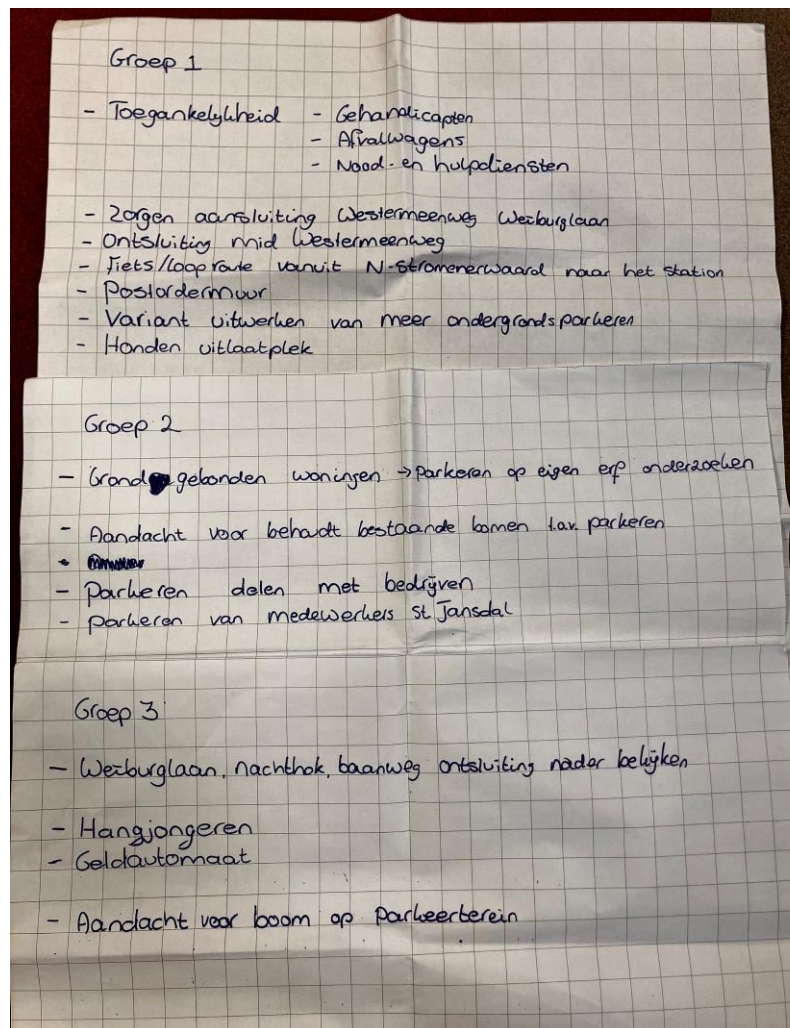 Groep 1
- Toegankelijkheid - Gehandicapten
- Afvalwagens
- Nood- en hulpdiensten
- Zorgen aansluiting Westermeenweg Weiburglaan
- Ontsluiting mid Westermeenweg
- Fiets/loop route vanuit N-stromenerwaard naar het station
- Postordermuur
- Variant uitwerken van meer ondergronds parkeren
- Honden uitlaatplek
Groep 2
- Grond gebonden woningen → parkeren op eigen erf onderzoeken
- Aandacht voor behoudt bestaande bomen t.a.v. parkeren
- Parkeren delen met bedrijven
- parkeren van medewerkers St Jansdal
Groep 3
- Weiburglaan, nachthok, baanweg ontsluiting nader bekijken
- Hangjongeren
- Geldautomaat
- Aandacht voor boom op parkeerterein